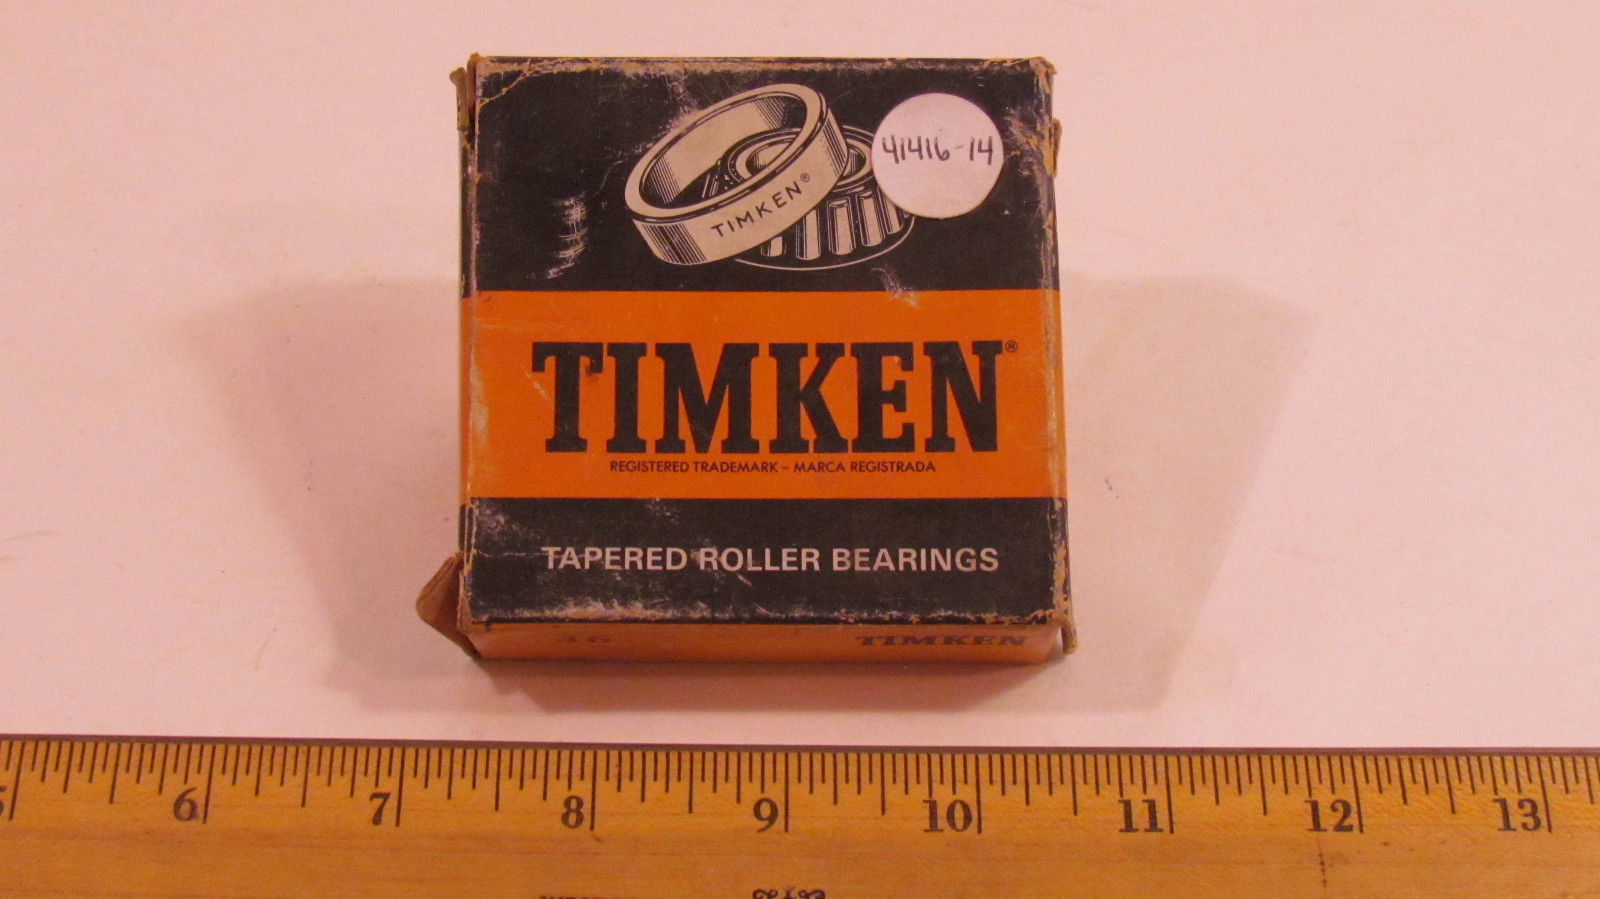 41416-14
TIMKEN®
TIMKEN®
REGISTERED TRADEMARK – MARCA REGISTRADA
TAPERED ROLLER BEARINGS
TIMKEN
5 6 7 8 9 10 11 12 13